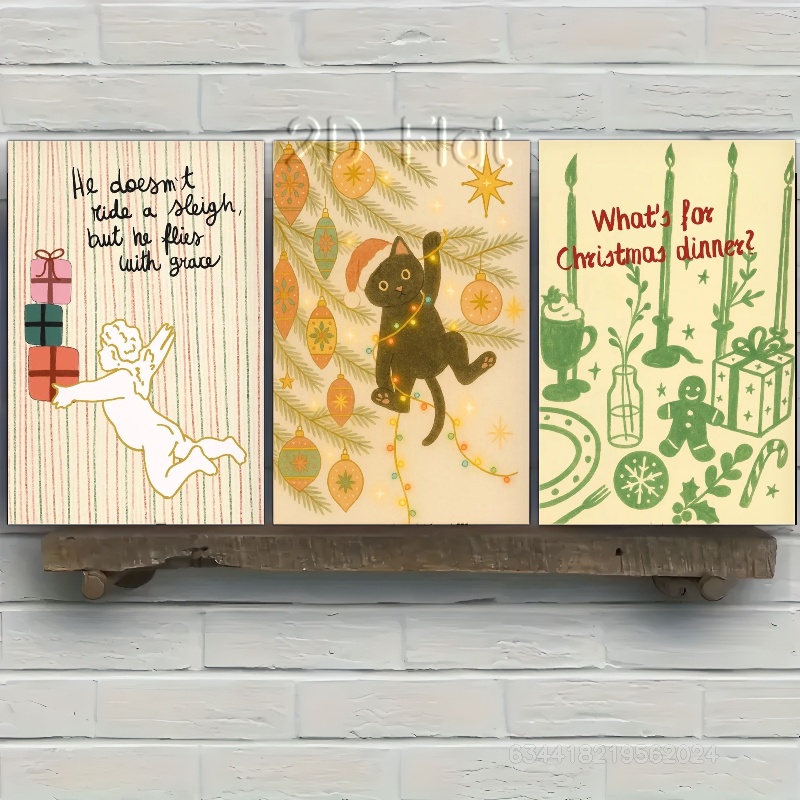 2D Flat
He doesn't
ride a sleigh,
but he flies
with grace
What's for
Christmas dinner?
634418219562024